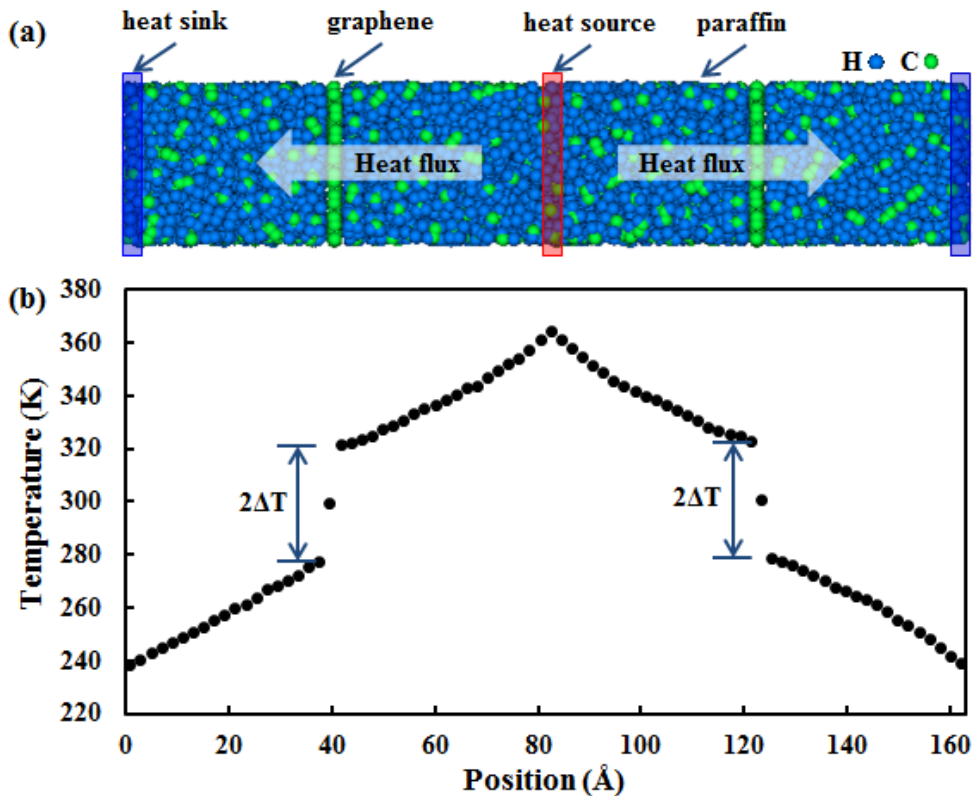 (a)
heat sink graphene heat source paraffin
H C
Heat flux Heat flux
(b)
380
360
340
320
300
280
260
240
220
Temperature (K)
2ΔT 2ΔT
0 20 40 60 80 100 120 140 160
Position (Å)